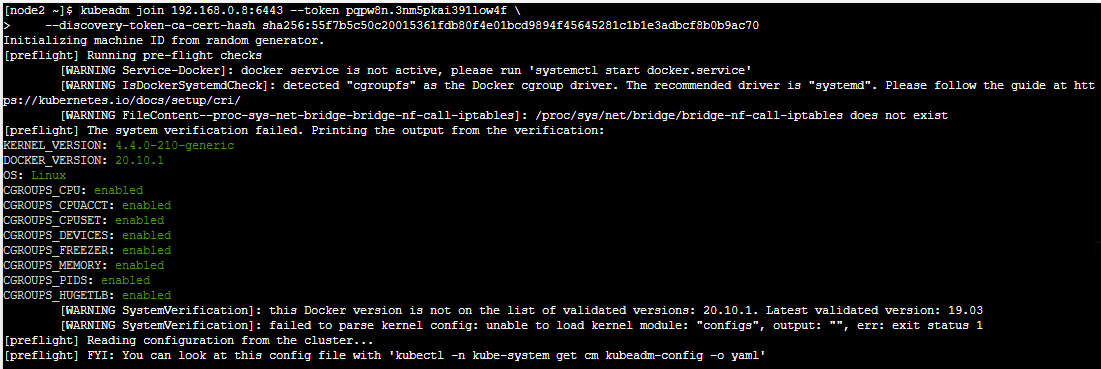 [node2 ~]$ kubeadm join 192.168.0.8:6443 --token pqpw8n.3nm5pkai391low4f \
>     --discovery-token-ca-cert-hash sha256:55f7b5c50c20015361fdb80f4e01bcd9894f45645281c1b1e3adbcf8b0b9ac70
Initializing machine ID from random generator.
[preflight] Running pre-flight checks
        [WARNING Service-Docker]: docker service is not active, please run 'systemctl start docker.service'
        [WARNING IsDockerSystemdCheck]: detected "cgroupfs" as the Docker cgroup driver. The recommended driver is "systemd". Please follow the guide at htt
ps://kubernetes.io/docs/setup/cri/
        [WARNING FileContent--proc-sys-net-bridge-bridge-nf-call-iptables]: /proc/sys/net/bridge/bridge-nf-call-iptables does not exist
[preflight] The system verification failed. Printing the output from the verification:
KERNEL_VERSION: 4.4.0-210-generic
DOCKER_VERSION: 20.10.1
OS: Linux
CGROUPS_CPU: enabled
CGROUPS_CPUACCT: enabled
CGROUPS_CPUSET: enabled
CGROUPS_DEVICES: enabled
CGROUPS_FREEZER: enabled
CGROUPS_MEMORY: enabled
CGROUPS_PIDS: enabled
CGROUPS_HUGETLB: enabled
        [WARNING SystemVerification]: this Docker version is not on the list of validated versions: 20.10.1. Latest validated version: 19.03
        [WARNING SystemVerification]: failed to parse kernel config: unable to load kernel module: "configs", output: "", err: exit status 1
[preflight] Reading configuration from the cluster...
[preflight] FYI: You can look at this config file with 'kubectl -n kube-system get cm kubeadm-config -o yaml'